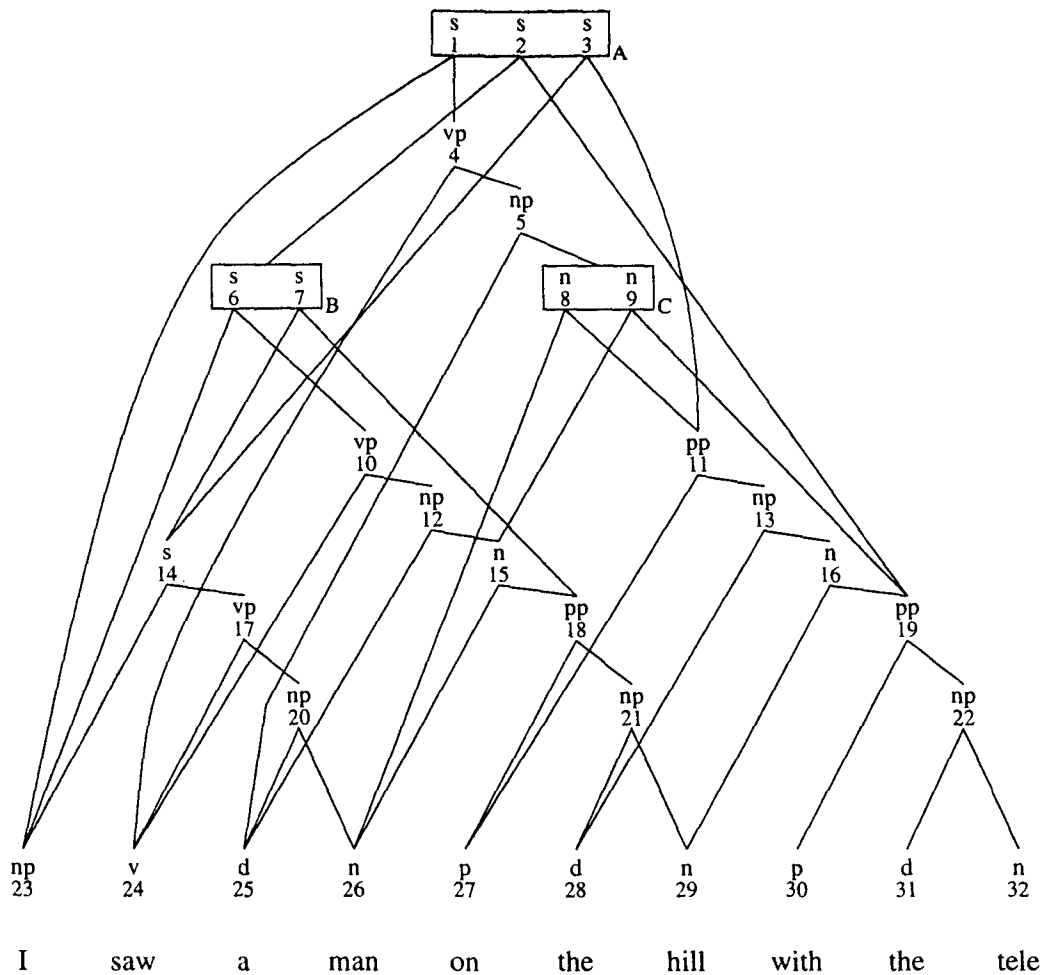 s s s
1 2 3 A
vp
4
np
5
s s n n
6 7 B 8 9 C
vp pp
10 11
np np
12 13
s n n
14 15 16
vp pp pp
17 18 19
np np np
20 21 22
np v d n p d n p d n
23 24 25 26 27 28 29 30 31 32
I saw a man on the hill with the tele